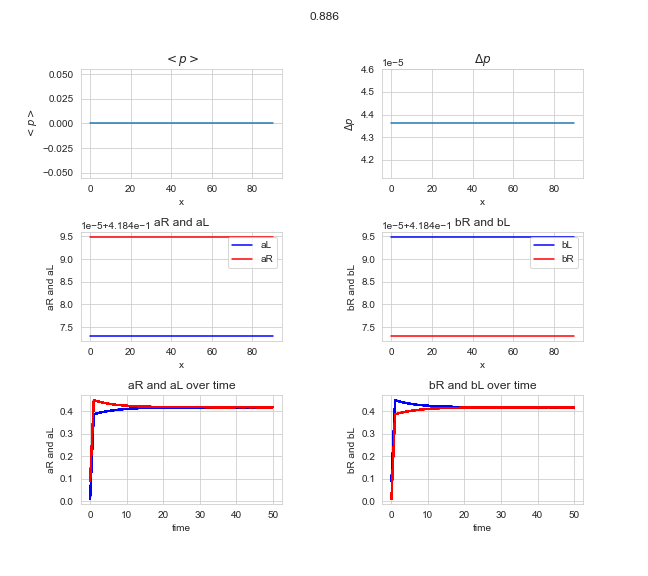 0.886
< p >
0.050
0.025
0.000
−0.025
−0.050
< p >
0 20 40 60 80
x
Δp
1e−5
4.6
4.5
4.4
4.3
4.2
Δp
0 20 40 60 80
x
aR and aL
1e−5+4.184e−1
9.5
9.0
8.5
8.0
7.5
aR and aL
aL
aR
0 20 40 60 80
x
bR and bL
1e−5+4.184e−1
9.5
9.0
8.5
8.0
7.5
bR and bL
bL
bR
0 20 40 60 80
x
aR and aL over time
0.4
0.3
0.2
0.1
0.0
aR and aL
0 10 20 30 40 50
time
bR and bL over time
0.4
0.3
0.2
0.1
0.0
bR and bL
0 10 20 30 40 50
time